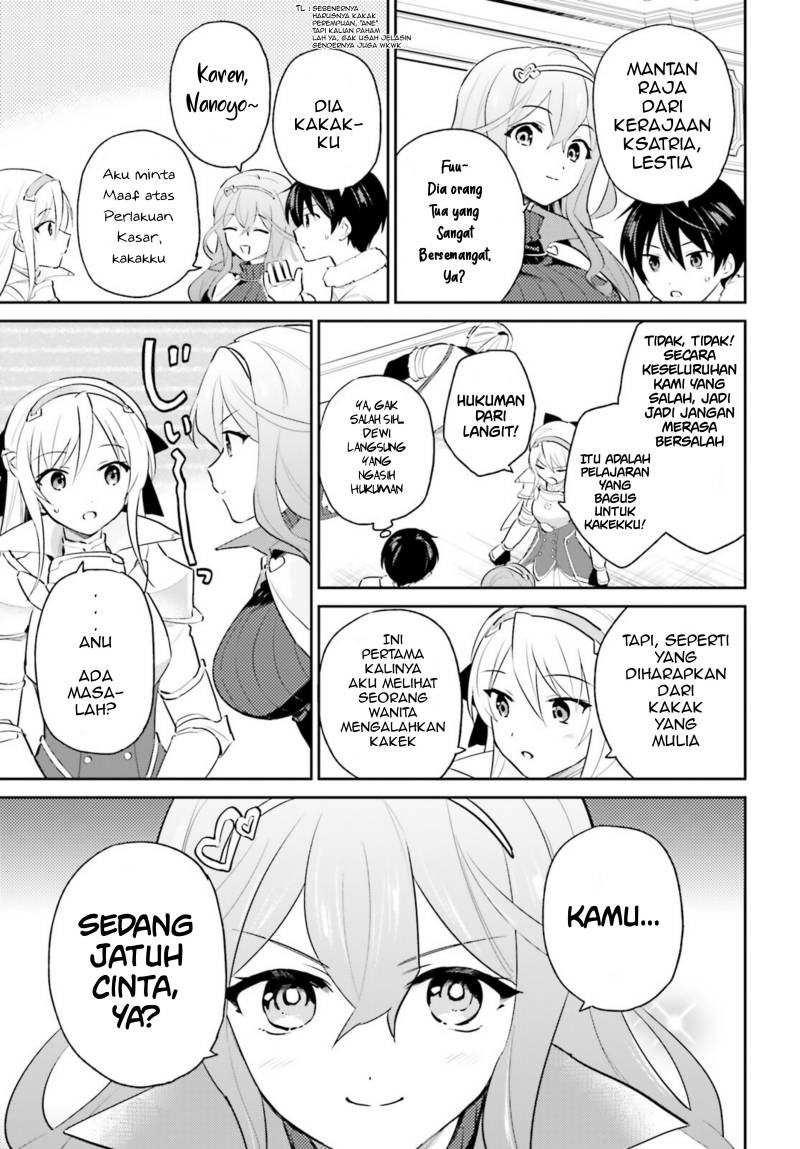 MANTAN
RAJA
DARI
KERAJAAN
KSATRIA,
LESTIA
Fuu~
Dia orang
Tua yang
Sangat
Bersemangat,
Ya?
TL : SEBENERNYA
HARUSNYA KAKAK
PEREMPUAN, "ANE"
TAPI KALIAN PAHAM
LAH YA, GAK USAH JELASIN
GENDERNYA JUGA WKWK
DIA
KAKAK-
KU
Karen,
Nanoyo~
Aku minta
Maaf atas
Perlakuan
Kasar,
kakakku
TIDAK, TIDAK!
SECARA
KESELURUHAN
KAMI YANG
SALAH, JADI
JADI JANGAN
MERASA
BERSALAH
ITU ADALAH
PELAJARAN
YANG
BAGUS
UNTUK
KAKEKKU!
HUKUMAN
DARI
LANGIT!
YA, GAK
SALAH SIH..
DEWI
LANGSUNG
YANG
NGASIH
HUKUMAN
じーっ
. . .
ANU
ADA
MASA-
LAH?
TAPI, SEPERTI
YANG
DIHARAPKAN
DARI
KAKAK
YANG
MULIA
INI
PERTAMA
KALINYA
AKU MELIHAT
SEORANG
WANITA
MENGALAHKAN
KAKEK
KAMU...
SEDANG
JATUH
CINTA,
YA?